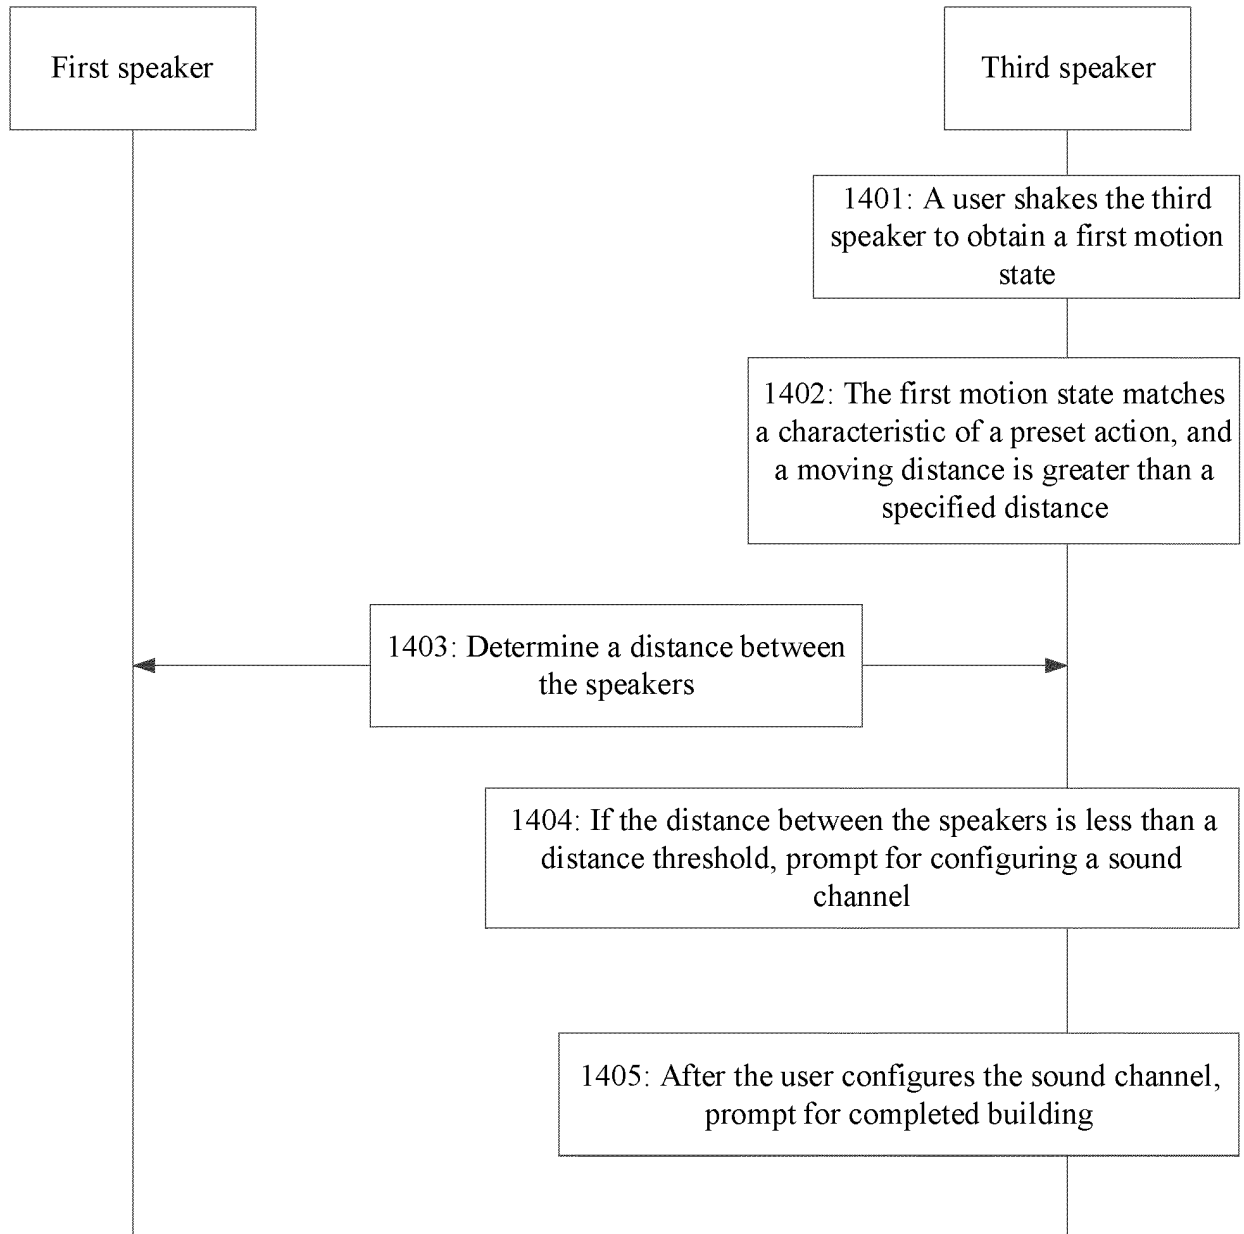 First speaker
Third speaker
1401: A user shakes the third
speaker to obtain a first motion
state
1402: The first motion state matches
a characteristic of a preset action, and
a moving distance is greater than a
specified distance
1403: Determine a distance between
the speakers
1404: If the distance between the speakers is less than a
distance threshold, prompt for configuring a sound
channel
1405: After the user configures the sound channel,
prompt for completed building